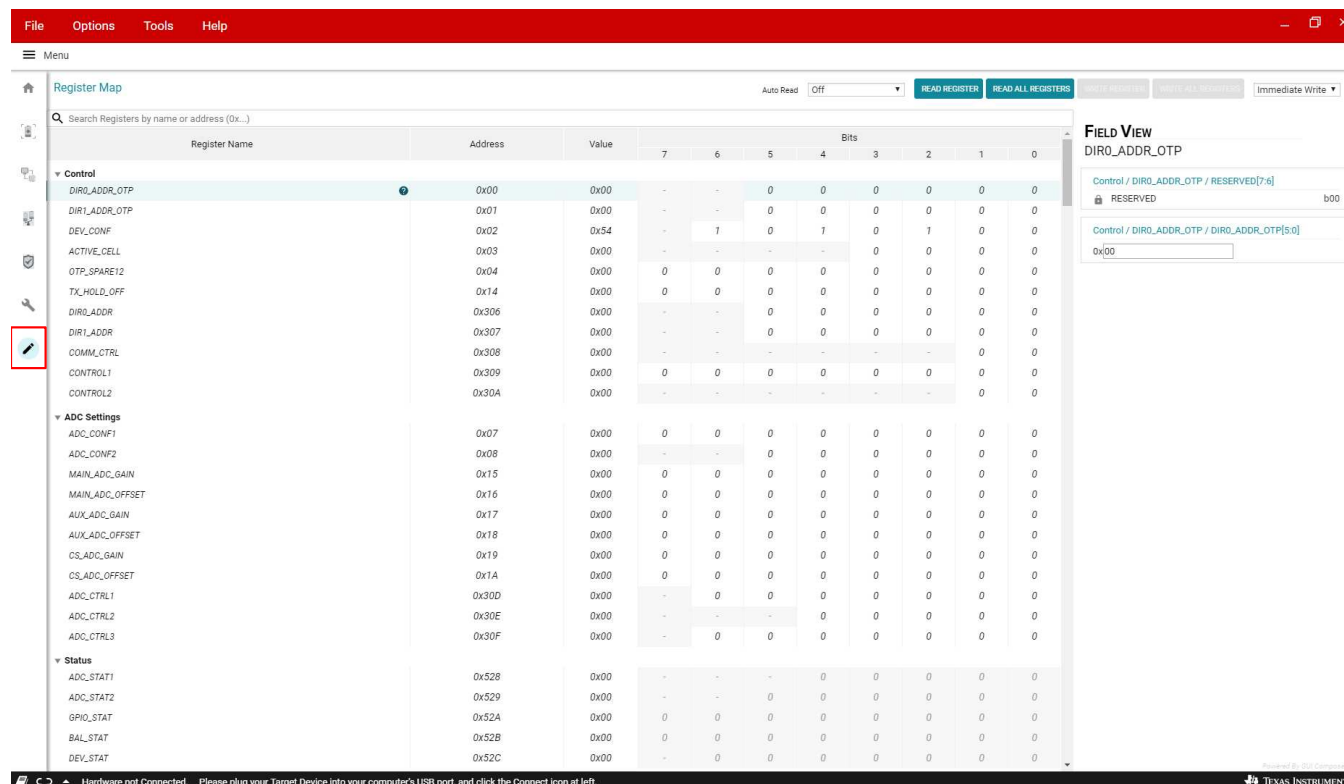 File Options Tools Help
Menu
Register Map Auto Read Off READ REGISTER READ ALL REGISTERS WRITE REGISTER WRITE ALL REGISTERS Immediate Write
Search Registers by name or address (0x...)
Register Name Address Value Bits
7 6 5 4 3 2 1 0
Control
DIR0_ADDR_OTP 0x00 0x00 - - 0 0 0 0 0 0
DIR1_ADDR_OTP 0x01 0x00 - - 0 0 0 0 0 0
DEV_CONF 0x02 0x54 - 1 0 1 0 1 0 0
ACTIVE_CELL 0x03 0x00 - - - - 0 0 0 0
OTP_SPARE12 0x04 0x00 0 0 0 0 0 0 0 0
TX_HOLD_OFF 0x14 0x00 0 0 0 0 0 0 0 0
DIR0_ADDR 0x306 0x00 - - 0 0 0 0 0 0
DIR1_ADDR 0x307 0x00 - - 0 0 0 0 0 0
COMM_CTRL 0x308 0x00 - - - - - - 0 0
CONTROL1 0x309 0x00 0 0 0 0 0 0 0 0
CONTROL2 0x30A 0x00 - - - - - - 0 0
ADC Settings
ADC_CONF1 0x07 0x00 0 0 0 0 0 0 0 0
ADC_CONF2 0x08 0x00 - - 0 0 0 0 0 0
MAIN_ADC_GAIN 0x15 0x00 0 0 0 0 0 0 0 0
MAIN_ADC_OFFSET 0x16 0x00 0 0 0 0 0 0 0 0
AUX_ADC_GAIN 0x17 0x00 0 0 0 0 0 0 0 0
AUX_ADC_OFFSET 0x18 0x00 0 0 0 0 0 0 0 0
CS_ADC_GAIN 0x19 0x00 0 0 0 0 0 0 0 0
CS_ADC_OFFSET 0x1A 0x00 0 0 0 0 0 0 0 0
ADC_CTRL1 0x30D 0x00 - 0 0 0 0 0 0 0
ADC_CTRL2 0x30E 0x00 - - - 0 0 0 0 0
ADC_CTRL3 0x30F 0x00 - 0 0 0 0 0 0 0
Status
ADC_STAT1 0x528 0x00 - - - 0 0 0 0 0
ADC_STAT2 0x529 0x00 - - 0 0 0 0 0 0
GPIO_STAT 0x52A 0x00 0 0 0 0 0 0 0 0
BAL_STAT 0x52B 0x00 0 0 0 0 0 0 0 0
DEV_STAT 0x52C 0x00 - 0 0 0 0 0 0 0
FIELD VIEW
DIR0_ADDR_OTP
Control / DIR0_ADDR_OTP / RESERVED[7:6]
RESERVED b00
Control / DIR0_ADDR_OTP / DIR0_ADDR_OTP[5:0]
0x 00
Powered By GUI Compos
Hardware not Connected. Please plug your Target Device into your computer's USB port, and click the Connect icon at left. TEXAS INSTRUMEN